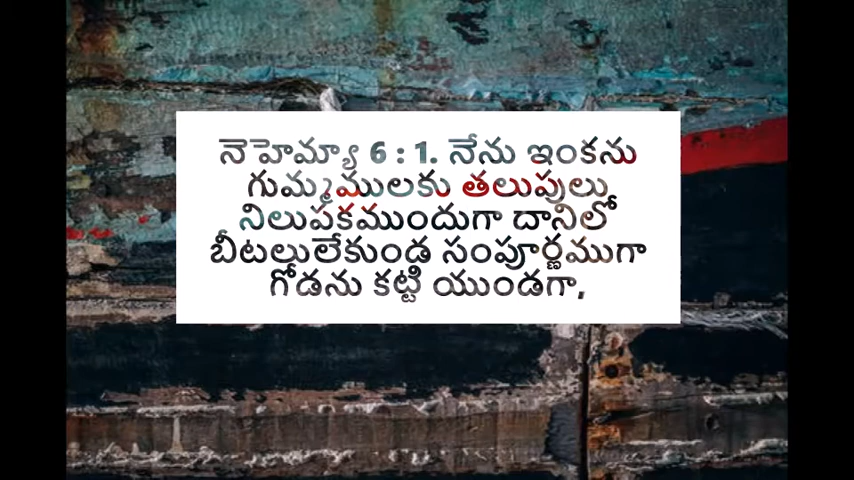 నెహెమ్యా 6 : 1. నేను ఇంకను
గుమ్మములకు తలుపులు
నిలుపకముందుగా దానిలో
బీటలులేకుండ సంపూర్ణముగా
గోడను కట్టి యుండగా,